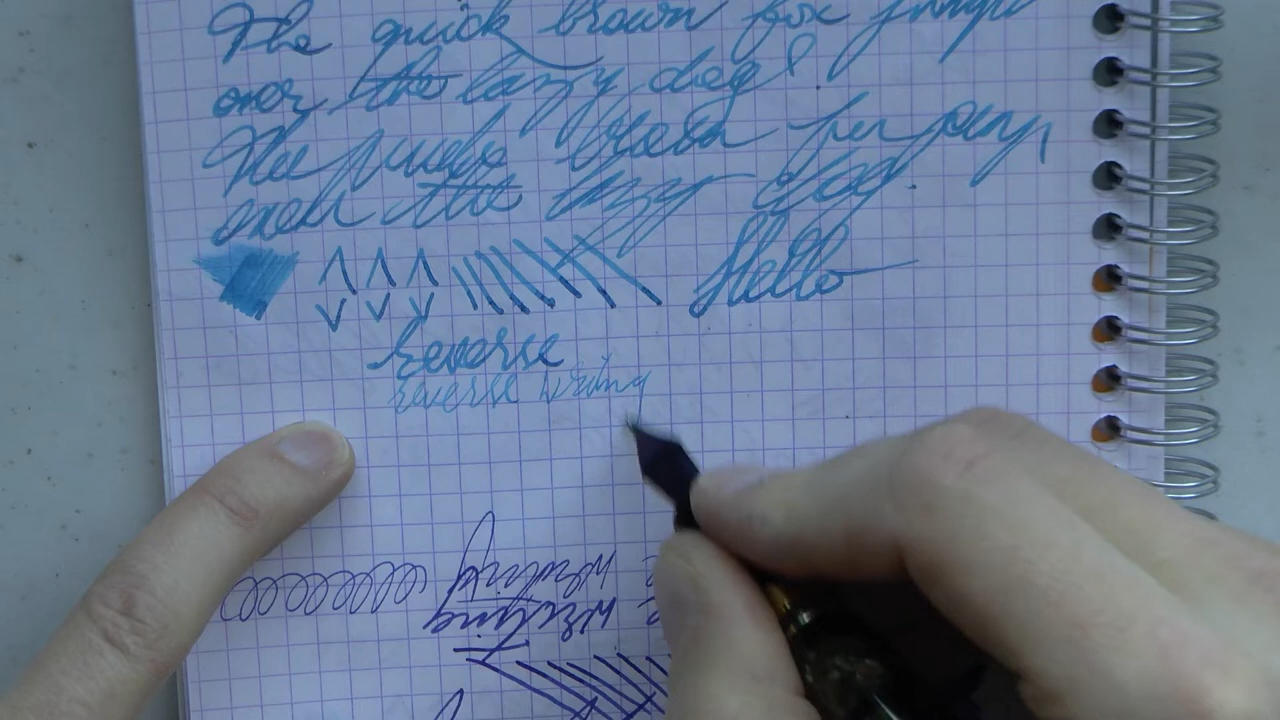 The quick brown fox jumps
over the lazy dog
The quick brown fox jumps
over the lazy dog.
Hello
Reverse
reverse writing
writing
writing